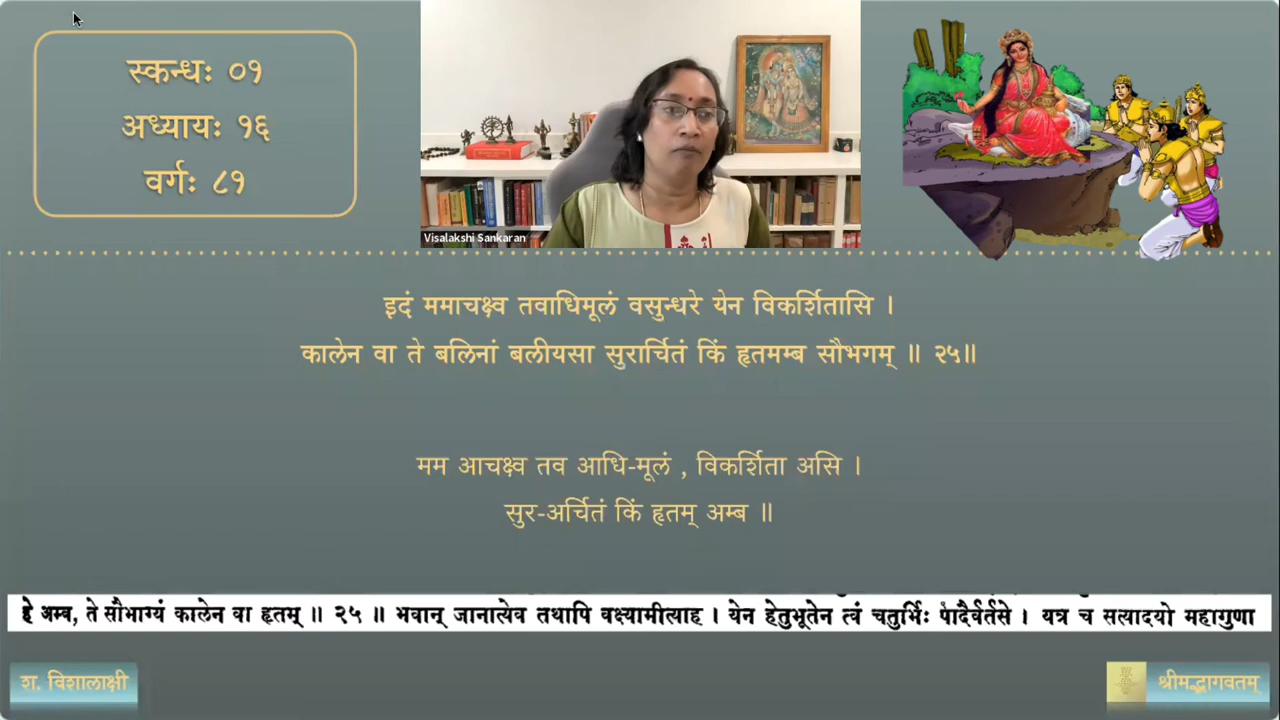 स्कन्धः ०१
अध्यायः १६
वर्गः ८१
Visalakshi Sankaran
इदं ममाचक्ष्व तवाधिमूलं वसुन्धरे येन विकर्शितासि ।
कालेन वा ते बलिनां बलीयसा सुरार्चितं किं हृतमम्ब सौभगम् ॥ २५॥
मम आचक्ष्व तव आधि-मूलं , विकर्शिता असि ।
सुर-अर्चितं किं हृतम् अम्ब ॥
हे अम्ब, ते सौभाग्यं कालेन वा हृतम् ॥ २५ ॥ भवान् जानात्येव तथापि वक्ष्यामीत्याह । येन हेतुभूतेन त्वं चतुर्भिः पादैर्वर्तसे । यत्र च सत्यादयो महागुणा
श. विशालाक्षी
श्रीमद्भागवतम्